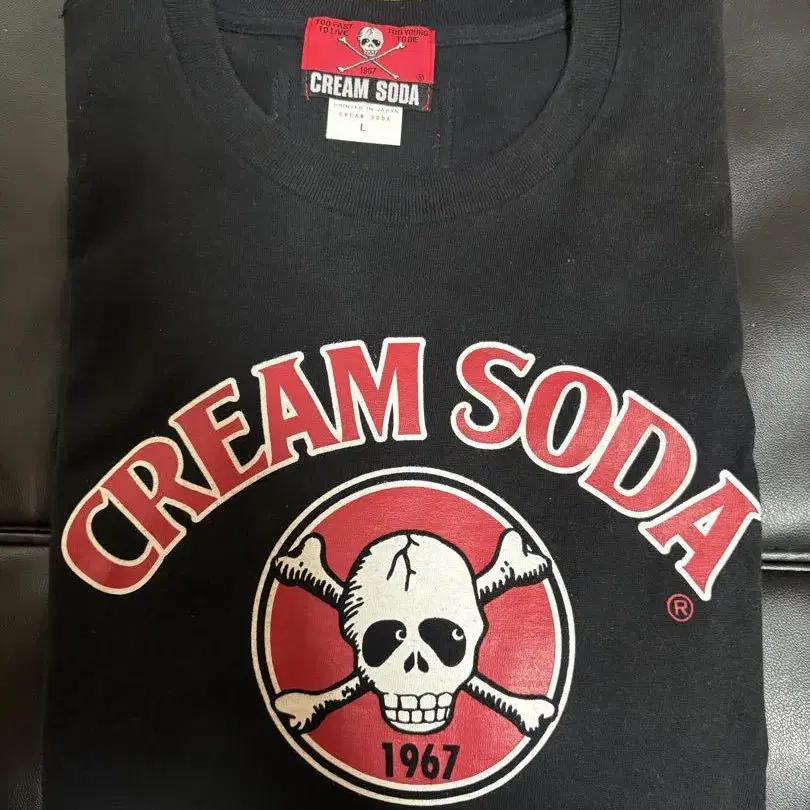 TOO FAST TO LIVE
TOO YOUNG TO DIE
1967
®
CREAM SODA
PRINTED IN JAPAN
CREAM SODA
L
CREAM SODA
®
1967